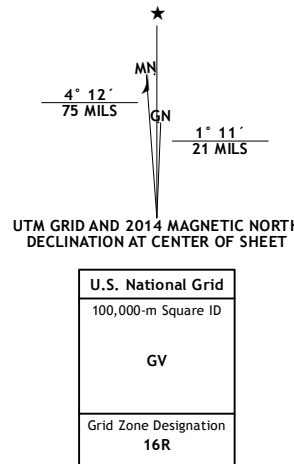 ★
MN
4° 12´
75 MILS
GN
1° 11´
21 MILS
UTM GRID AND 2014 MAGNETIC NORTH
DECLINATION AT CENTER OF SHEET
U.S. National Grid
100,000-m Square ID
GV
Grid Zone Designation
16R